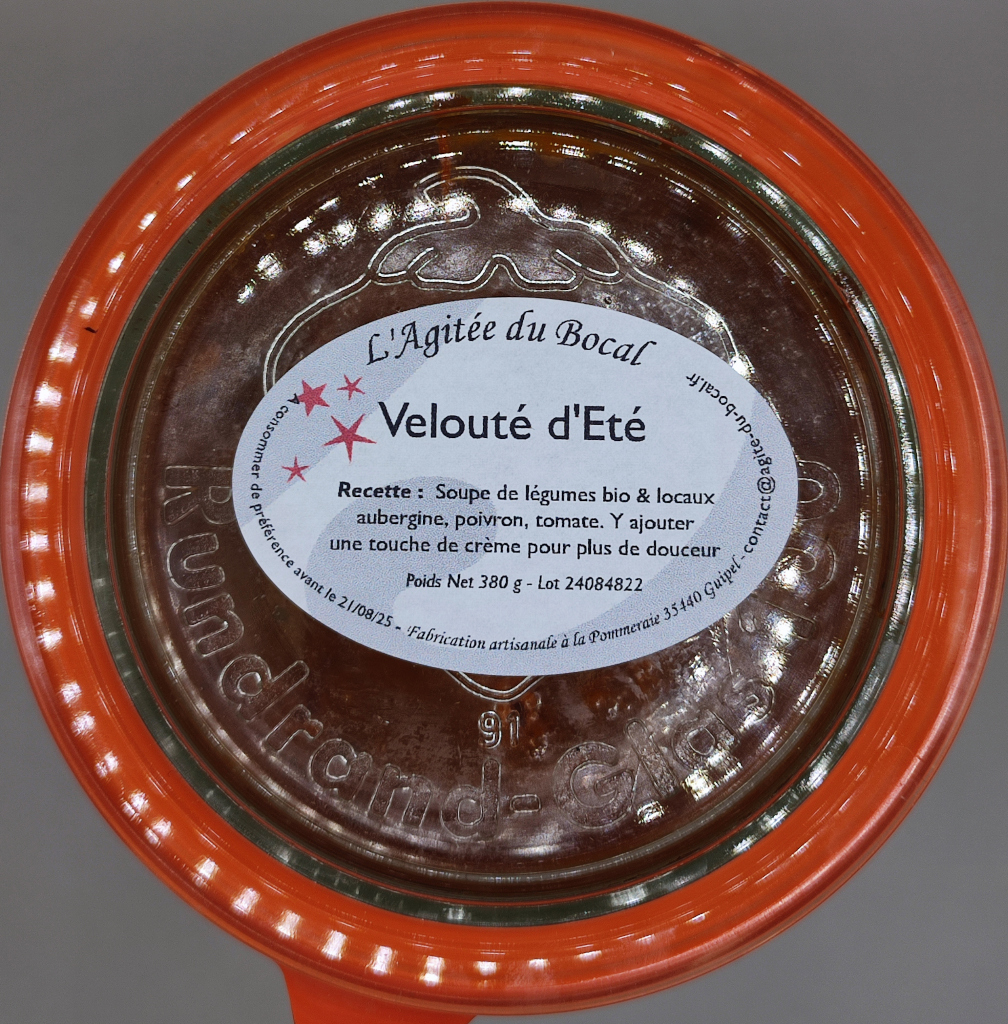 L'Agitée du Bocal
Velouté d'Eté
Recette : Soupe de légumes bio & locaux
aubergine, poivron, tomate. Y ajouter
une touche de crème pour plus de douceur
Poids Net 380 g - Lot 24084822
A consommer de préférence avant le 21/08/25 - Fabrication artisanale à la Pommeraie 35440 Guipel - contact@agite-du-bocal.fr
91
Rundrand-Glas